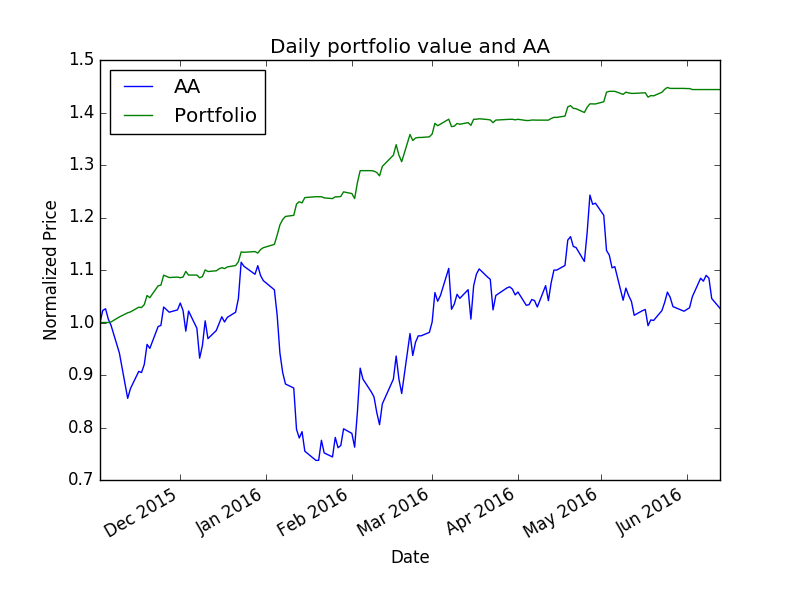 Daily portfolio value and AA
AA
Portfolio
Normalized Price
1.5
1.4
1.3
1.2
1.1
1.0
0.9
0.8
0.7
Dec 2015
Jan 2016
Feb 2016
Mar 2016
Apr 2016
May 2016
Jun 2016
Date